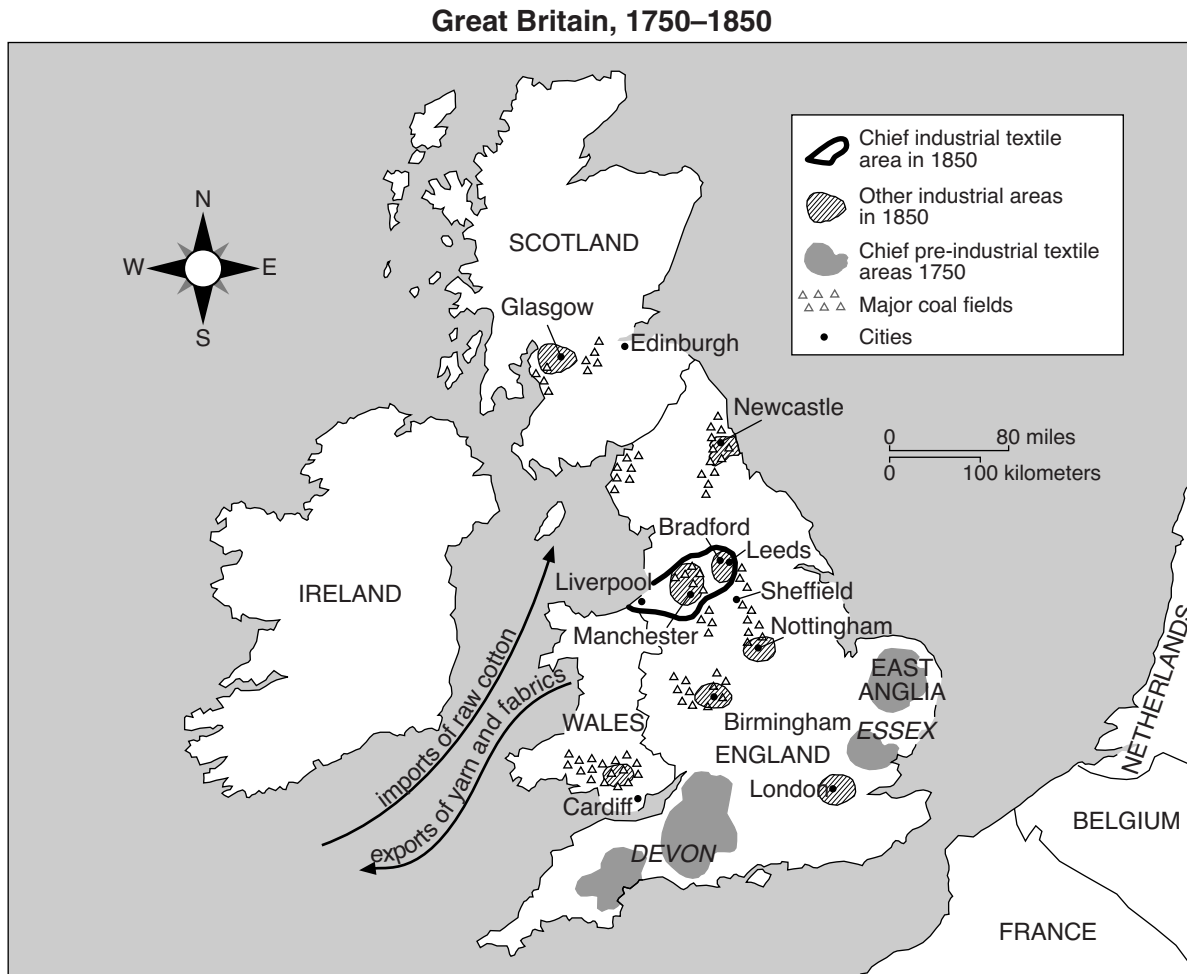 Great Britain, 1750–1850
Chief industrial textile
area in 1850
Other industrial areas
in 1850
Chief pre-industrial textile
areas 1750
Major coal fields
Cities
N
W
E
S
SCOTLAND
Glasgow
Edinburgh
Newcastle
0
80 miles
0
100 kilometers
Bradford
Leeds
Liverpool
Sheffield
IRELAND
Manchester
Nottingham
EAST
ANGLIA
imports of raw cotton
exports of yarn and fabrics
WALES
Birmingham
ESSEX
ENGLAND
London
Cardiff
DEVON
NETHERLANDS
BELGIUM
FRANCE